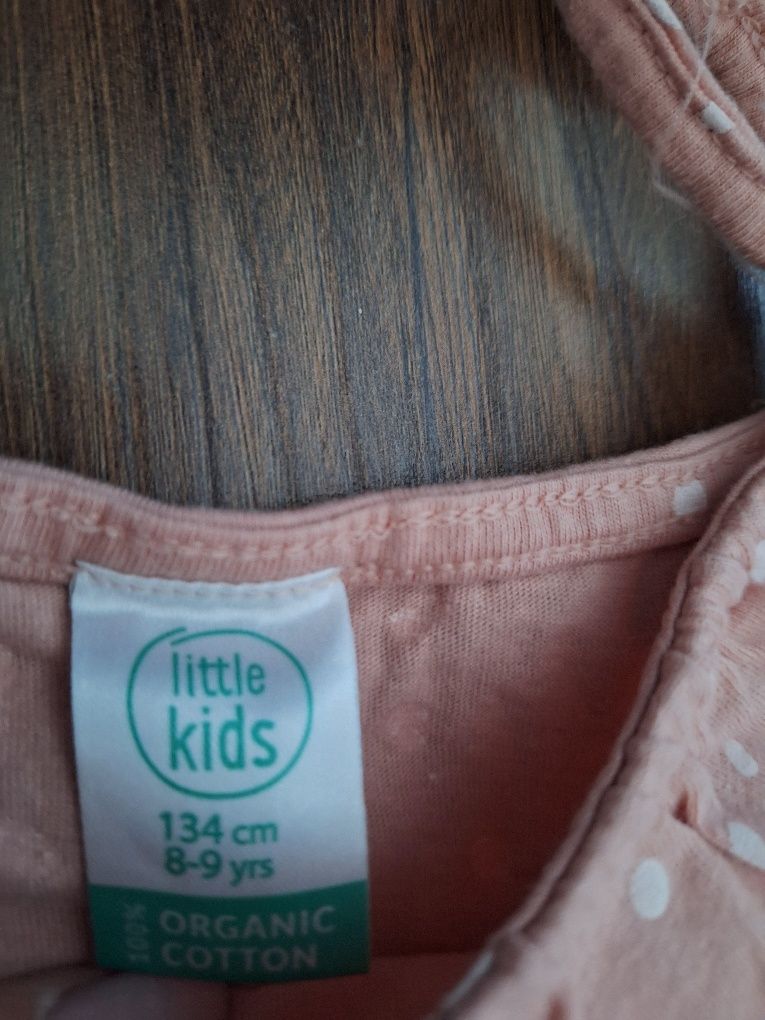 little
kids
134 cm
8-9 yrs
100% ORGANIC
COTTON